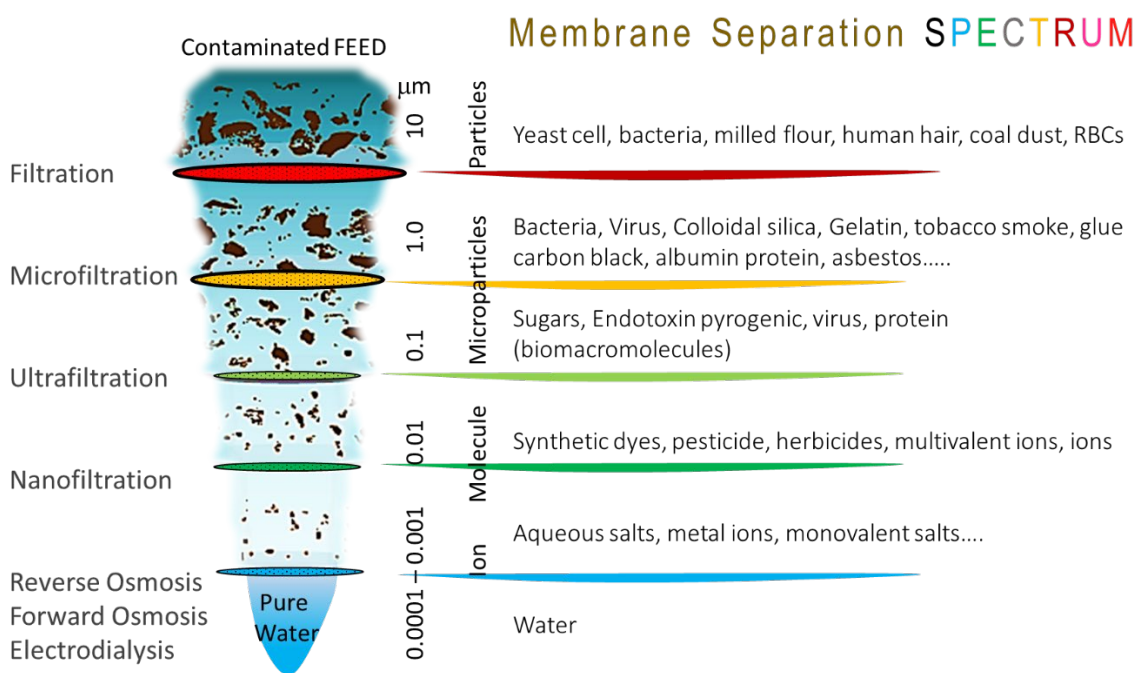 Membrane Separation SPECTRUM
Contaminated FEED
μm
10
Particles
Yeast cell, bacteria, milled flour, human hair, coal dust, RBCs
Filtration
1.0
Microparticles
Bacteria, Virus, Colloidal silica, Gelatin, tobacco smoke, glue
carbon black, albumin protein, asbestos.....
Microfiltration
0.1
Sugars, Endotoxin pyrogenic, virus, protein
(biomacromolecules)
Ultrafiltration
0.01
Molecule
Synthetic dyes, pesticide, herbicides, multivalent ions, ions
Nanofiltration
0.0001 – 0.001
Ion
Aqueous salts, metal ions, monovalent salts....
Reverse Osmosis
Forward Osmosis
Electrodialysis
Pure
Water
Water